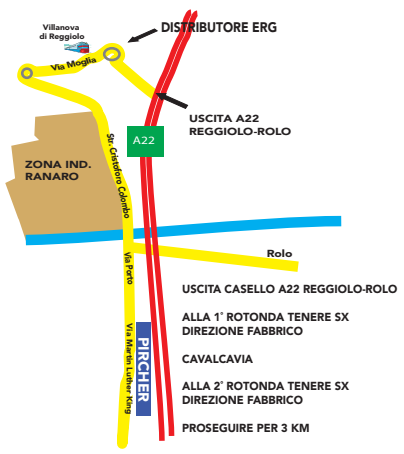 Villanova
di Reggiolo
DISTRIBUTORE ERG
Via Moglia
USCITA A22
REGGIOLO-ROLO
A22
Str. Cristoforo Colombo
ZONA IND.
RANARO
Via Porto
Rolo
USCITA CASELLO A22 REGGIOLO-ROLO
ALLA 1° ROTONDA TENERE SX
DIREZIONE FABBRICO
Via Martin Luther King
PIRCHER
CAVALCAVIA
ALLA 2° ROTONDA TENERE SX
DIREZIONE FABBRICO
PROSEGUIRE PER 3 KM